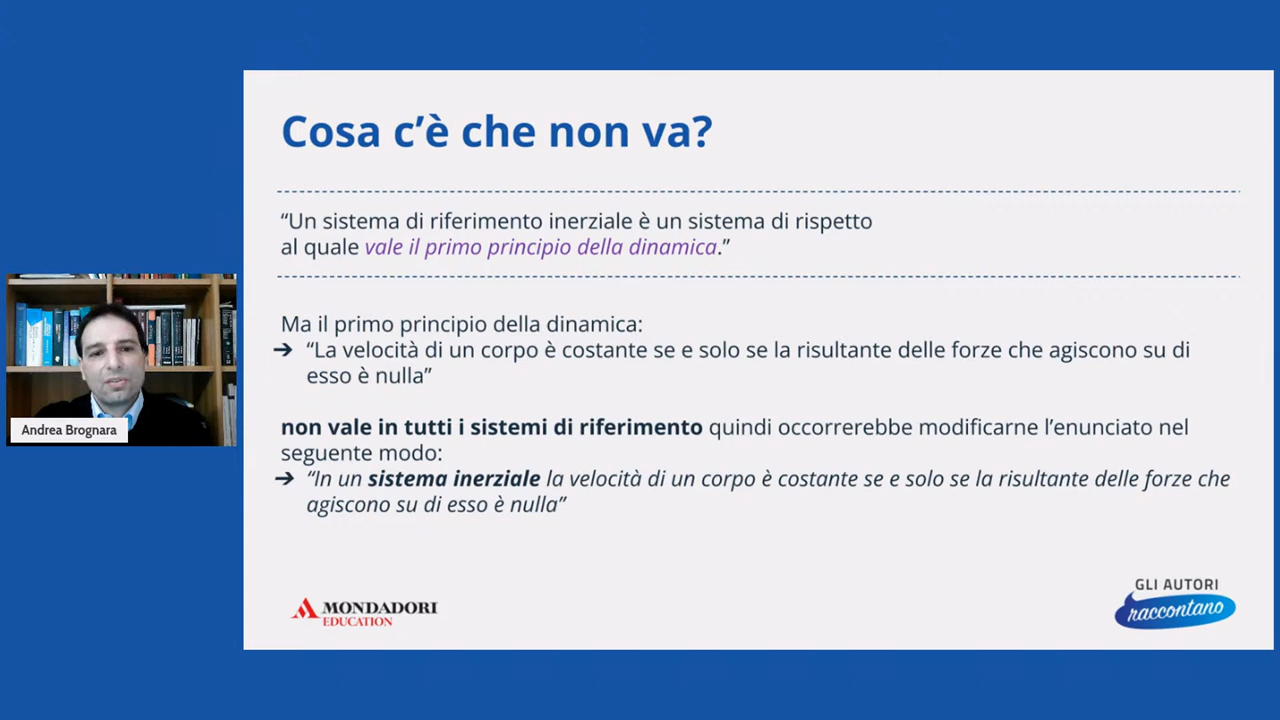 Cosa c'è che non va?
“Un sistema di riferimento inerziale è un sistema di rispetto
al quale vale il primo principio della dinamica.”
Ma il primo principio della dinamica:
➔ “La velocità di un corpo è costante se e solo se la risultante delle forze che agiscono su di
esso è nulla”
non vale in tutti i sistemi di riferimento quindi occorrerebbe modificarne l’enunciato nel
seguente modo:
➔ “In un sistema inerziale la velocità di un corpo è costante se e solo se la risultante delle forze che
agiscono su di esso è nulla”
Andrea Brognara
MONDADORI
EDUCATION
GLI AUTORI
raccontano